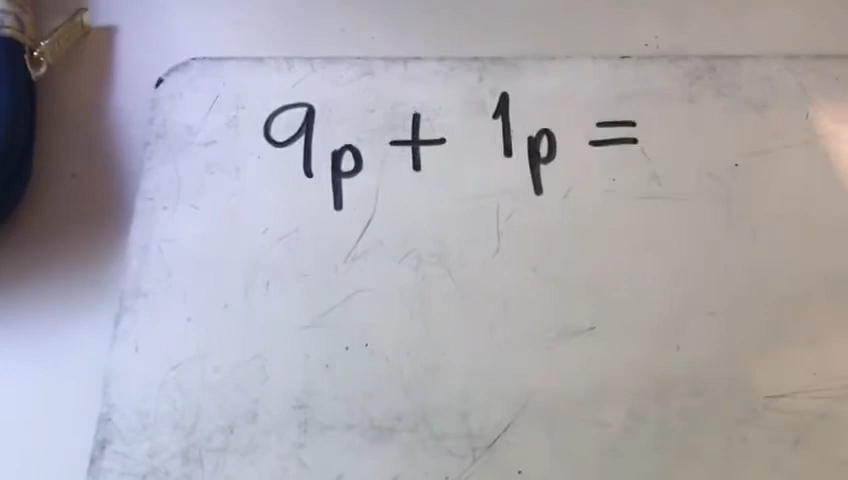 9p + 1p =